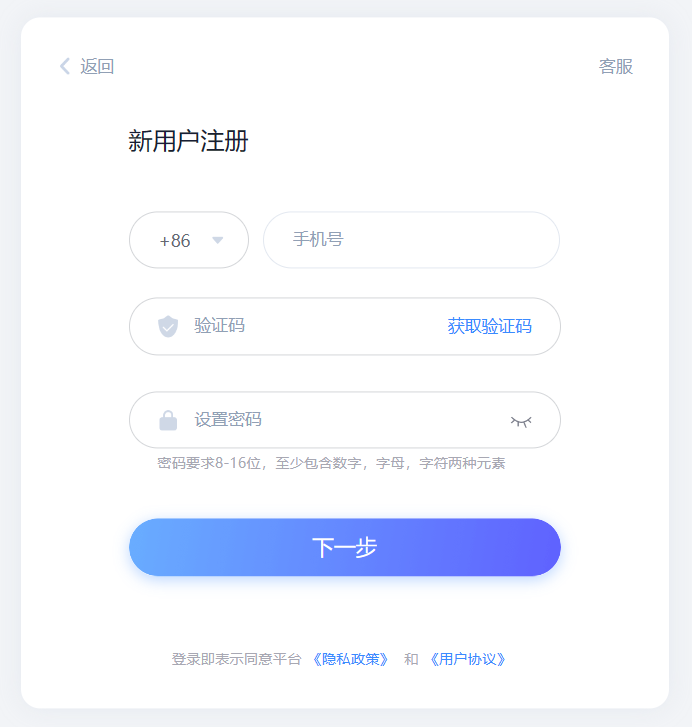 返回 客服
新用户注册
+86 手机号
验证码 获取验证码
设置密码
密码要求8-16位，至少包含数字，字母，字符两种元素
下一步
登录即表示同意平台《隐私政策》 和 《用户协议》